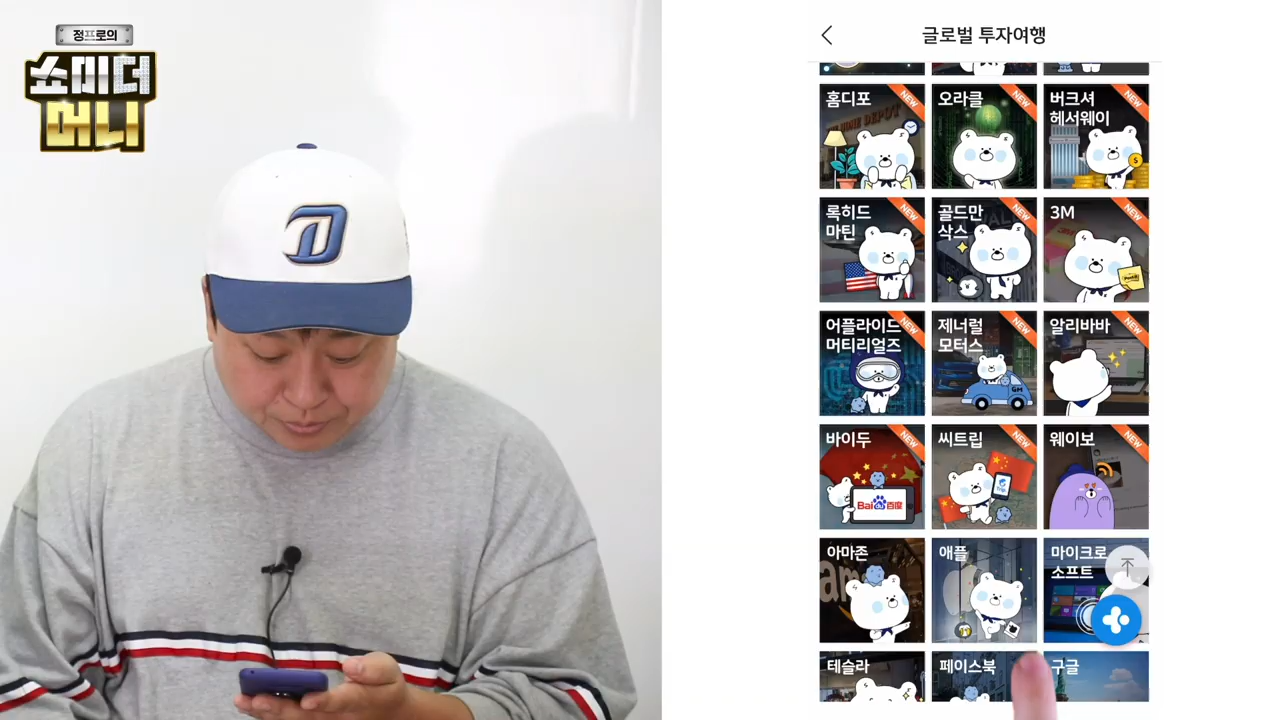 정프로의
쇼미더
머니
글로벌 투자여행
홈디포
NEW
오라클
NEW
버크셔
헤서웨이
NEW
록히드
마틴
NEW
골드만
삭스
NEW
3M
NEW
어플라이드
머티리얼즈
NEW
제너럴
모터스
NEW
GM
알리바바
NEW
바이두
NEW
Bai 百度
씨트립
NEW
웨이보
NEW
아마존
애플
마이크로
소프트
테슬라
페이스북
구글